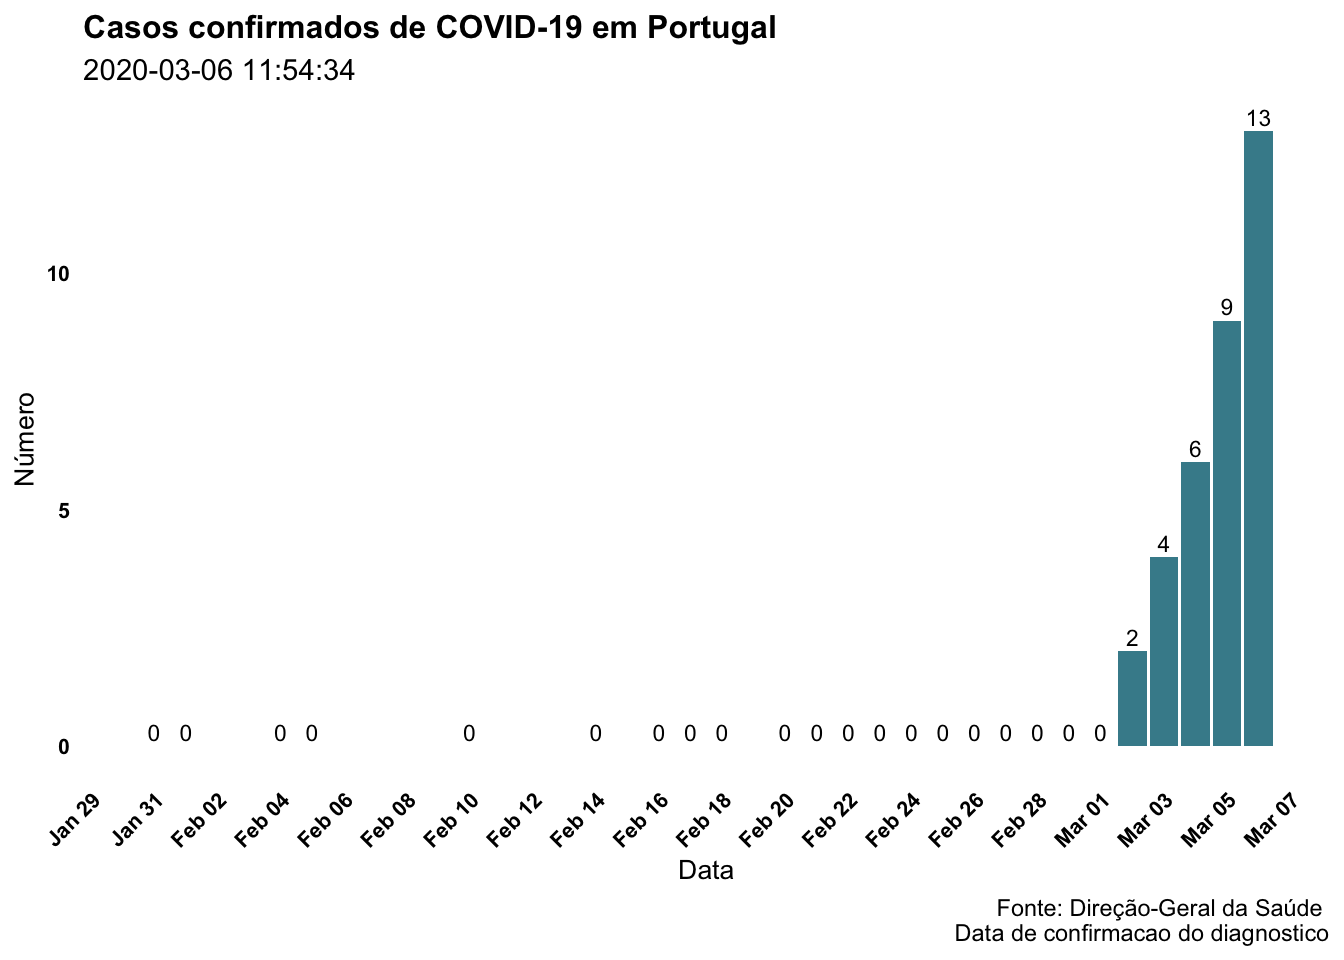 Casos confirmados de COVID-19 em Portugal
2020-03-06 11:54:34
13
10
9
Número
6
5
4
2
0 0 0 0 0 0 0 0 0 0 0 0 0 0 0 0 0 0 0 0
0
Jan 29 Jan 31 Feb 02 Feb 04 Feb 06 Feb 08 Feb 10 Feb 12 Feb 14 Feb 16 Feb 18 Feb 20 Feb 22 Feb 24 Feb 26 Feb 28 Mar 01 Mar 03 Mar 05 Mar 07
Data
Fonte: Direção-Geral da Saúde
Data de confirmacao do diagnostico